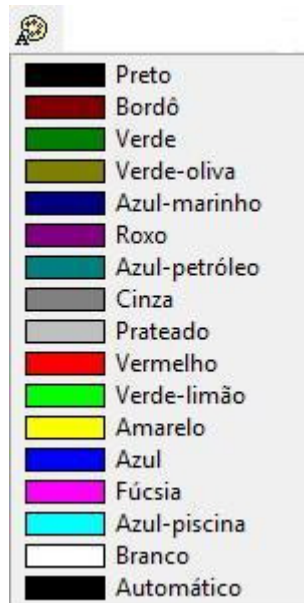 A
Preto
Bordô
Verde
Verde-oliva
Azul-marinho
Roxo
Azul-petróleo
Cinza
Prateado
Vermelho
Verde-limão
Amarelo
Azul
Fúcsia
Azul-piscina
Branco
Automático